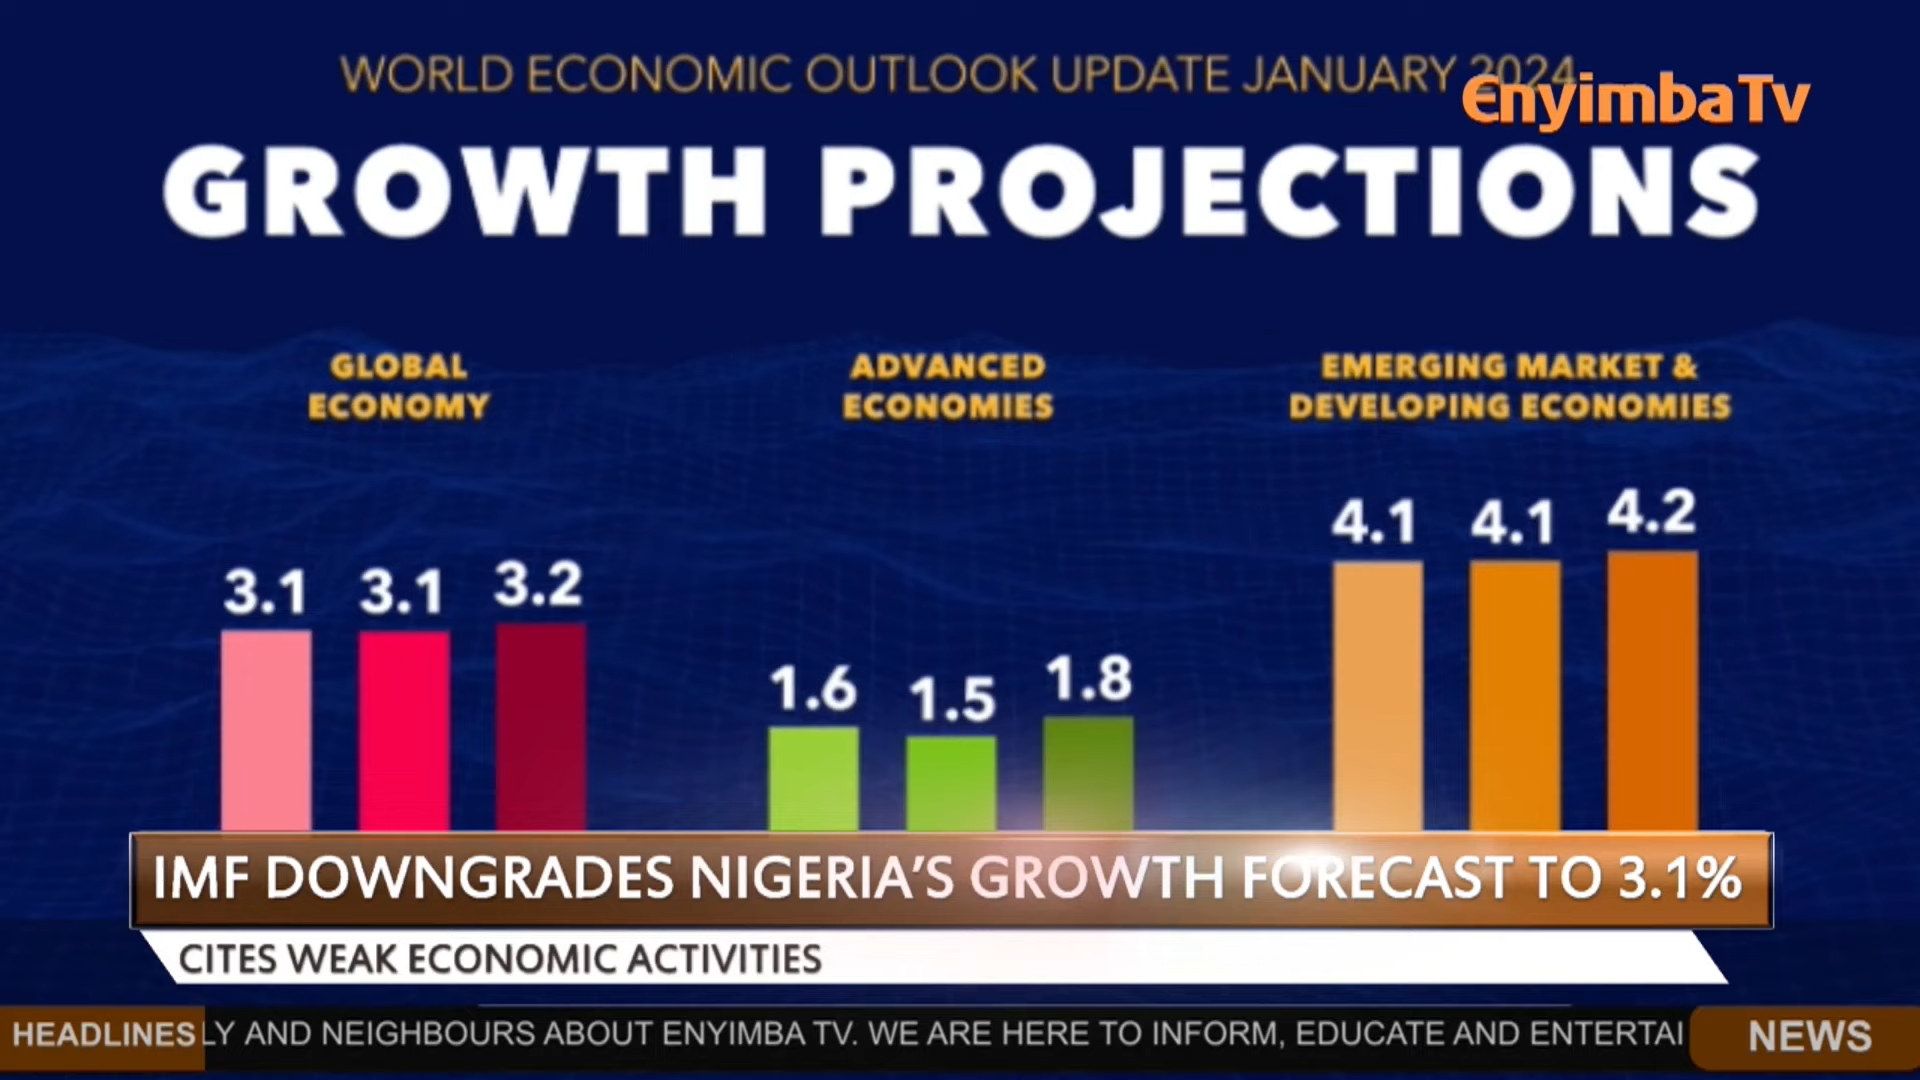 WORLD ECONOMIC OUTLOOK UPDATE JANUARY 2024
EnyimbaTv
GROWTH PROJECTIONS
GLOBAL
ECONOMY
ADVANCED
ECONOMIES
EMERGING MARKET &
DEVELOPING ECONOMIES
3.1 3.1 3.2
1.6 1.5 1.8
4.1 4.1 4.2
IMF DOWNGRADES NIGERIA'S GROWTH FORECAST TO 3.1%
CITES WEAK ECONOMIC ACTIVITIES
HEADLINES LY AND NEIGHBOURS ABOUT ENYIMBA TV. WE ARE HERE TO INFORM, EDUCATE AND ENTERTAI NEWS